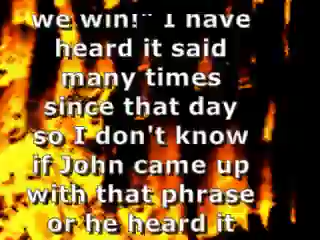 we win!" I have
heard it said
many times
since that day
so I don't know
if John came up
with that phrase
or he heard it